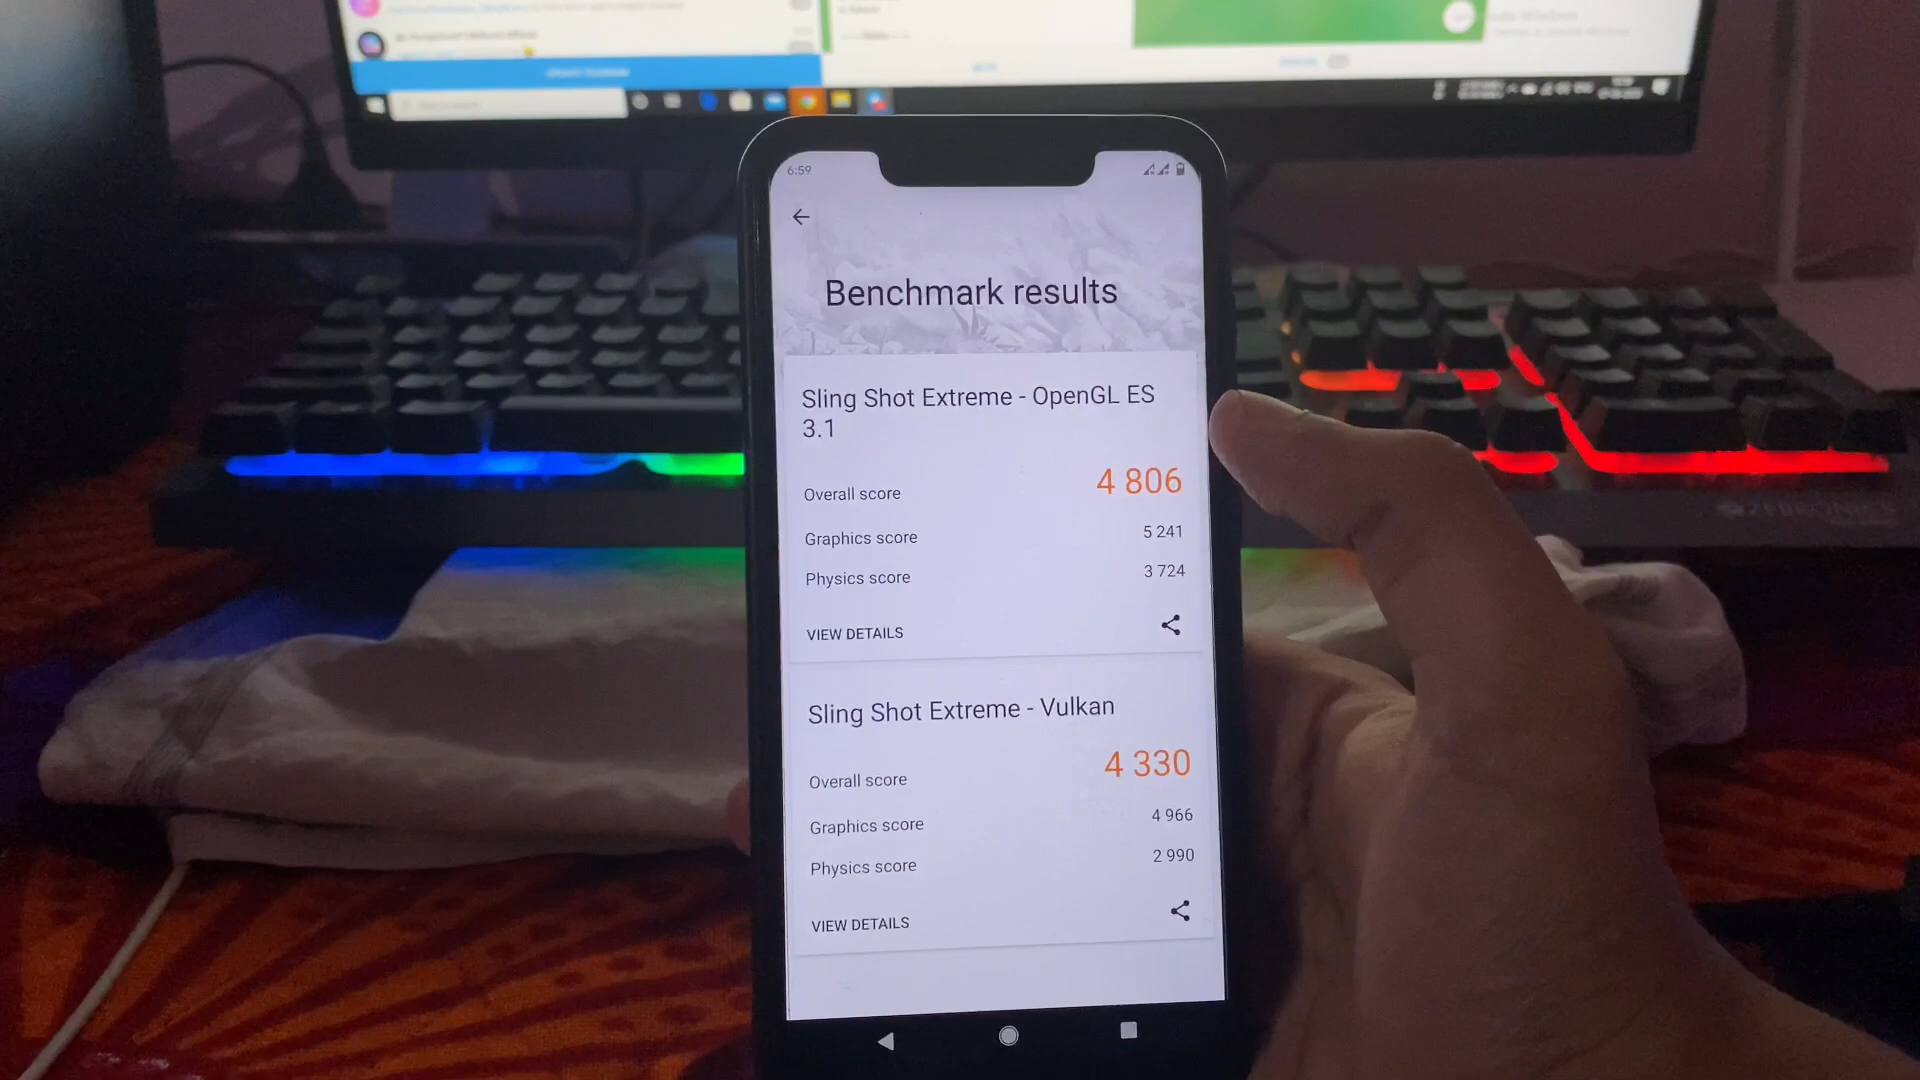 6:59
Benchmark results
Sling Shot Extreme - OpenGL ES
3.1
Overall score 4 806
Graphics score 5 241
Physics score 3 724
VIEW DETAILS
Sling Shot Extreme - Vulkan
Overall score 4 330
Graphics score 4 966
Physics score 2 990
VIEW DETAILS
ZEBRONICS